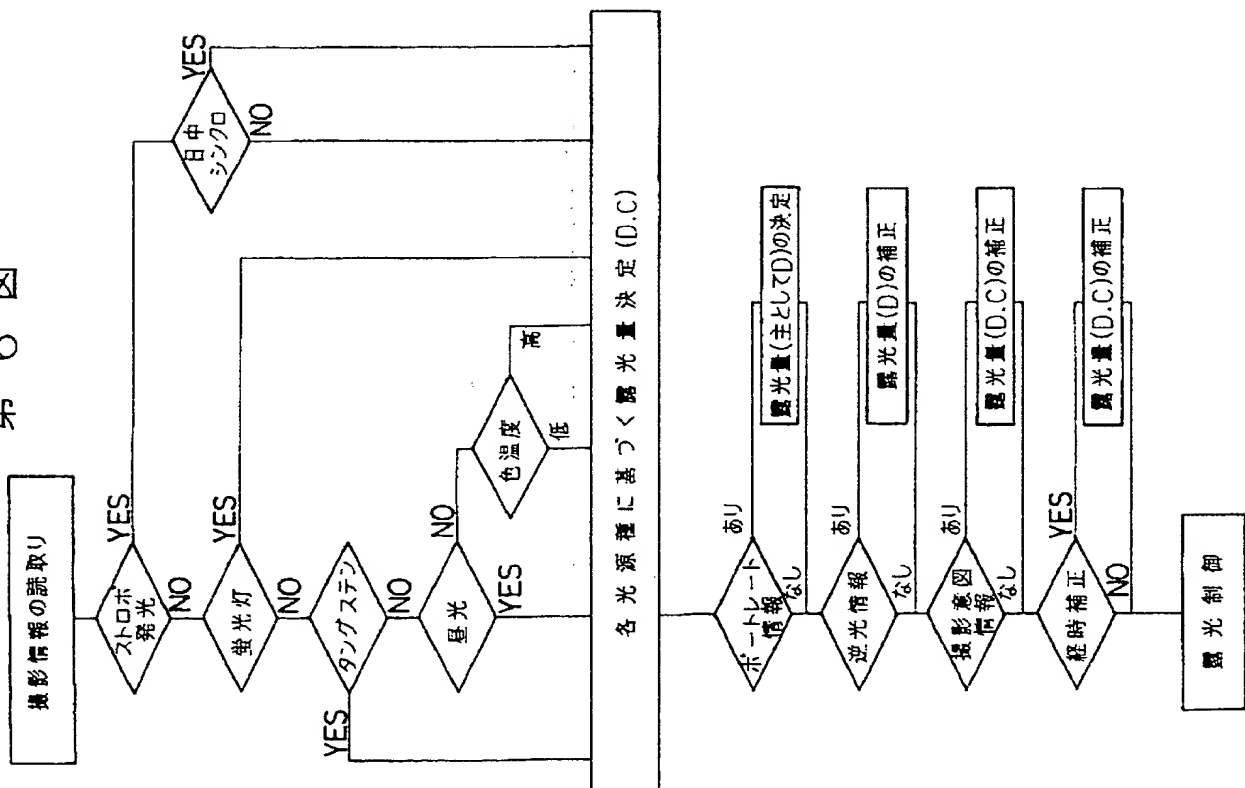 第6図
撮影情報の読取り
ストロボ
発光
YES
NO
日中
シンクロ
YES
NO
蛍光灯
YES
NO
タングステン
YES
NO
昼光
NO
YES
色温度
高
低
各光源種に基づく露光量決定(D.C)
ポートレート
情報
あり
なし
露光量(主としてD)の決定
逆光情報
あり
なし
露光量(D)の補正
撮影意図
情報
あり
なし
露光量(D.C)の補正
経時補正
YES
NO
露光量(D.C)の補正
露光制御